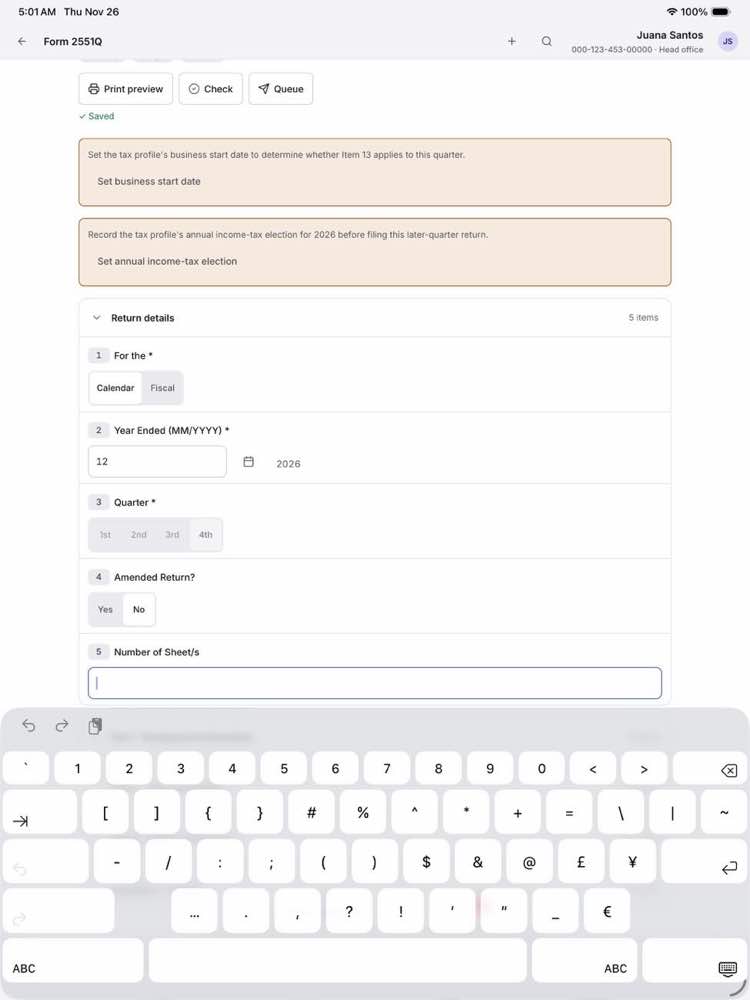 5:01 AM Thu Nov 26
100%
Form 2551Q
Juana Santos
000-123-453-00000 · Head office
JS
Print preview
Check
Queue
✓ Saved
Set the tax profile's business start date to determine whether Item 13 applies to this quarter.
Set business start date
Record the tax profile's annual income-tax election for 2026 before filing this later-quarter return.
Set annual income-tax election
Return details
5 items
1 For the *
Calendar Fiscal
2 Year Ended (MM/YYYY) *
12
2026
3 Quarter *
1st 2nd 3rd 4th
4 Amended Return?
Yes No
5 Number of Sheet/s
` 1 2 3 4 5 6 7 8 9 0 < >
[ ] { } # % ^ * + = \ | ~
- / : ; ( ) $ & @ £ ¥
... . , ? ! ' " _ €
ABC ABC